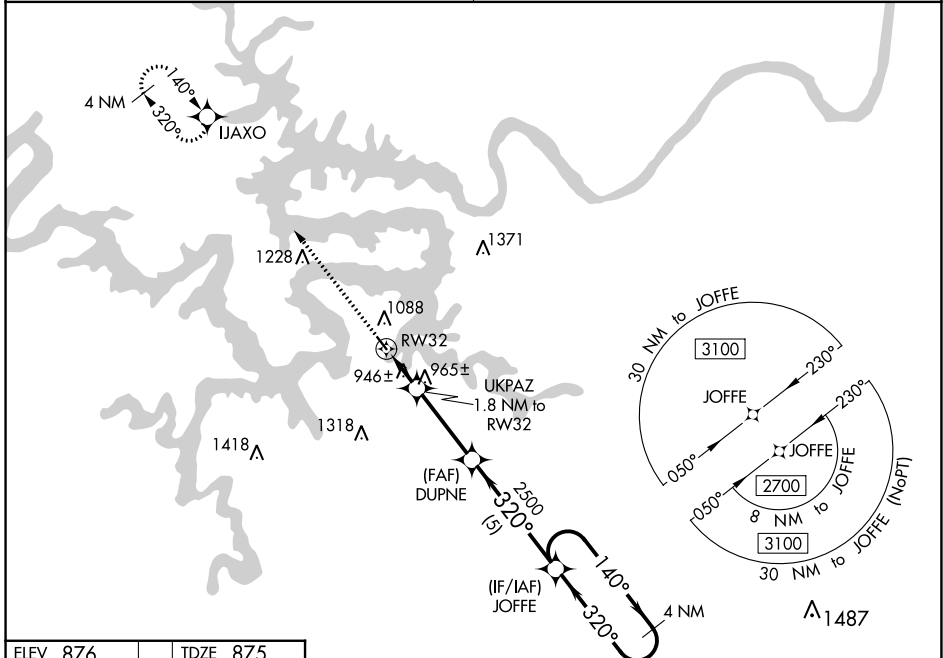 140°
4 NM
320°
IJAXO
1371
1228
1088
RW32
946±
965±
UKPAZ
1.8 NM to
RW32
1318
1418
(FAF)
DUPNE
2500
320°
(5)
(IF/IAF)
JOFFE
140°
320°
4 NM
30 NM to JOFFE
3100
230°
JOFFE
050°
230°
JOFFE
050°
2700
8 NM to JOFFE
3100
30 NM to JOFFE (NoPT)
1487
ELEV 876
TDZE 875